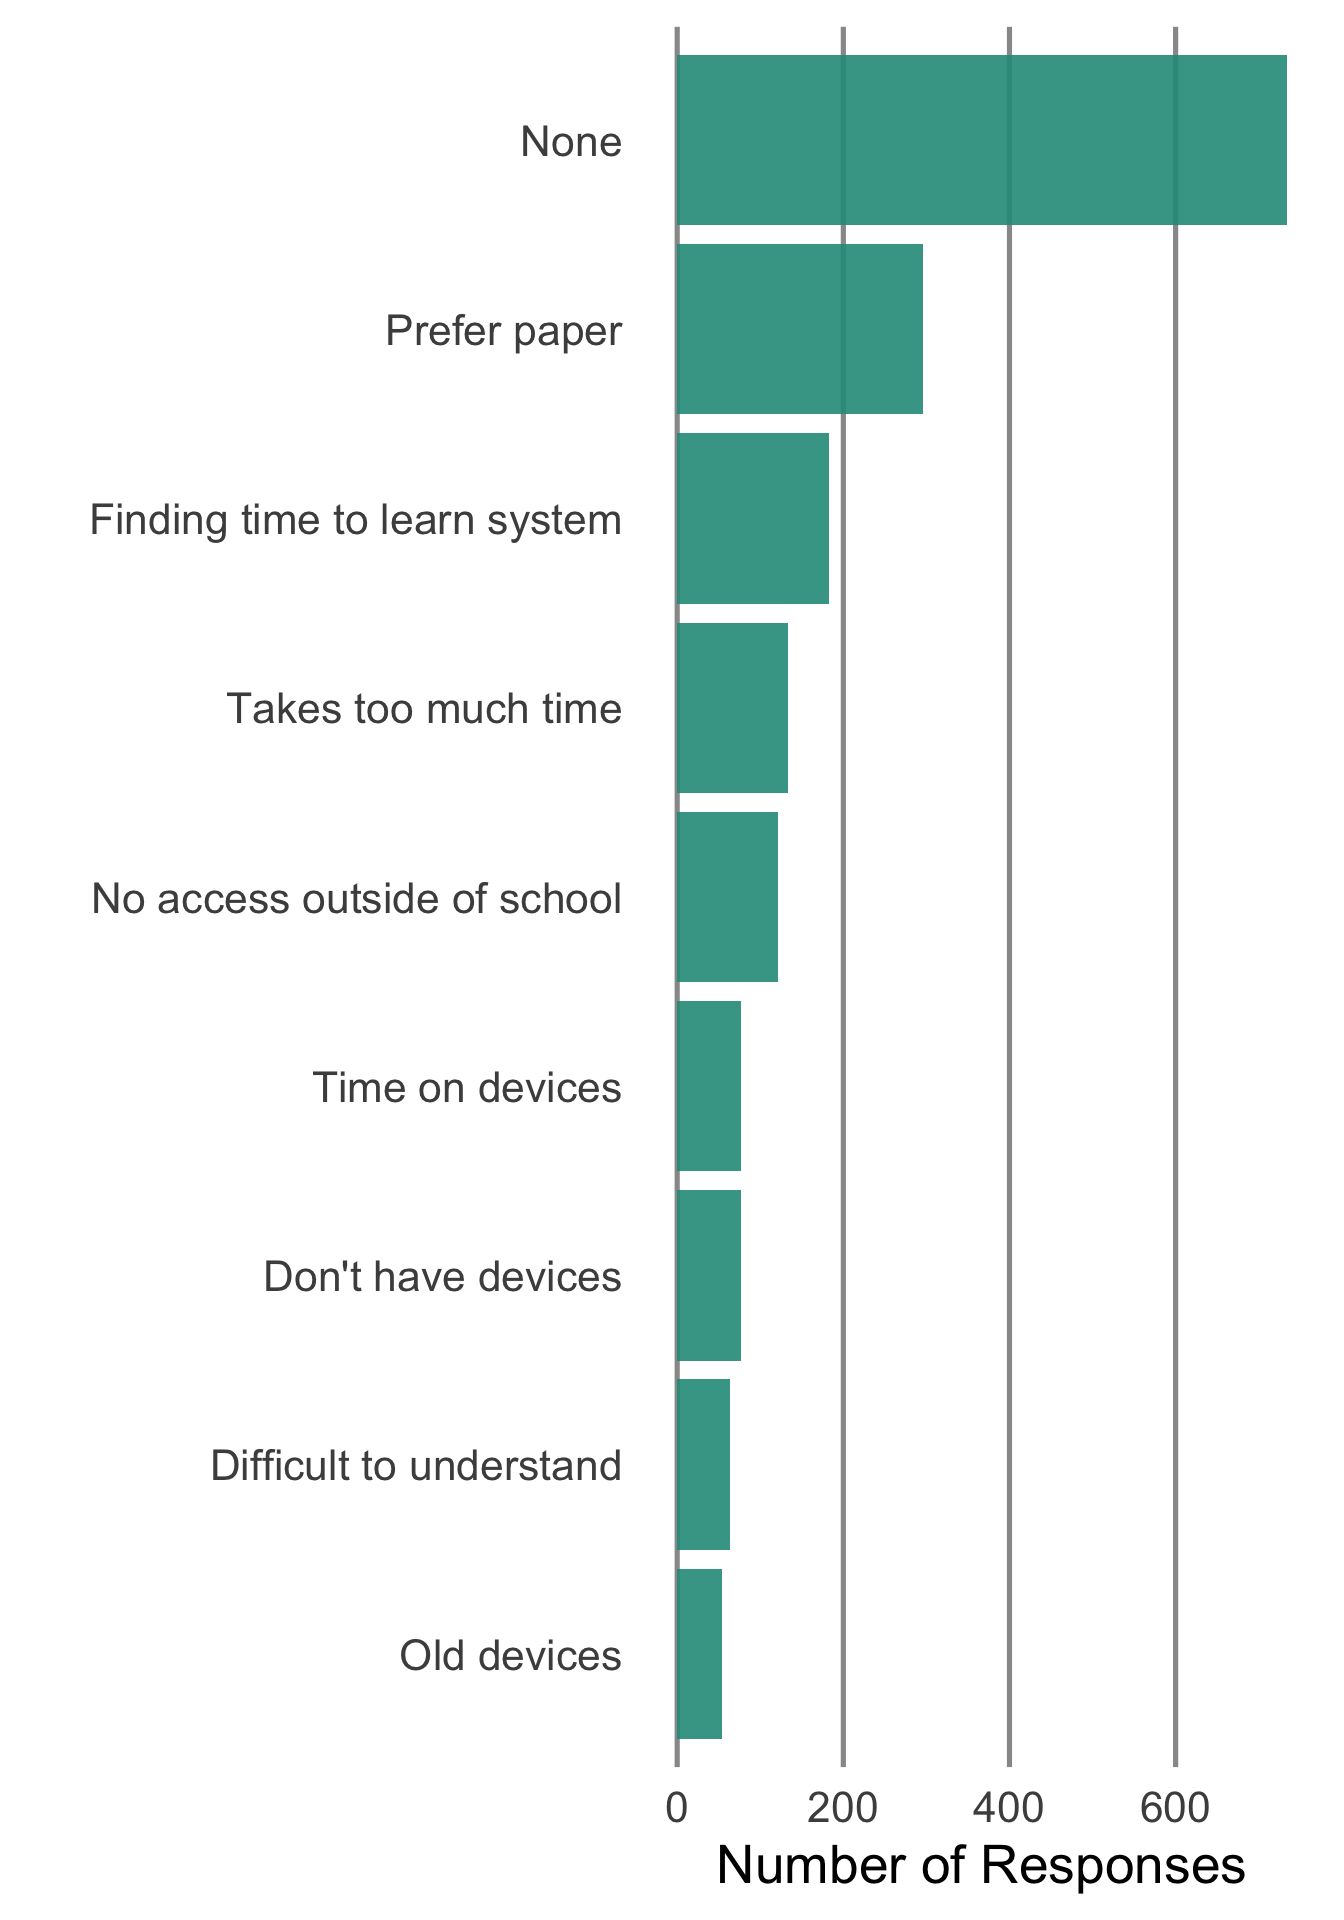 None
Prefer paper
Finding time to learn system
Takes too much time
No access outside of school
Time on devices
Don't have devices
Difficult to understand
Old devices
0 200 400 600
Number of Responses